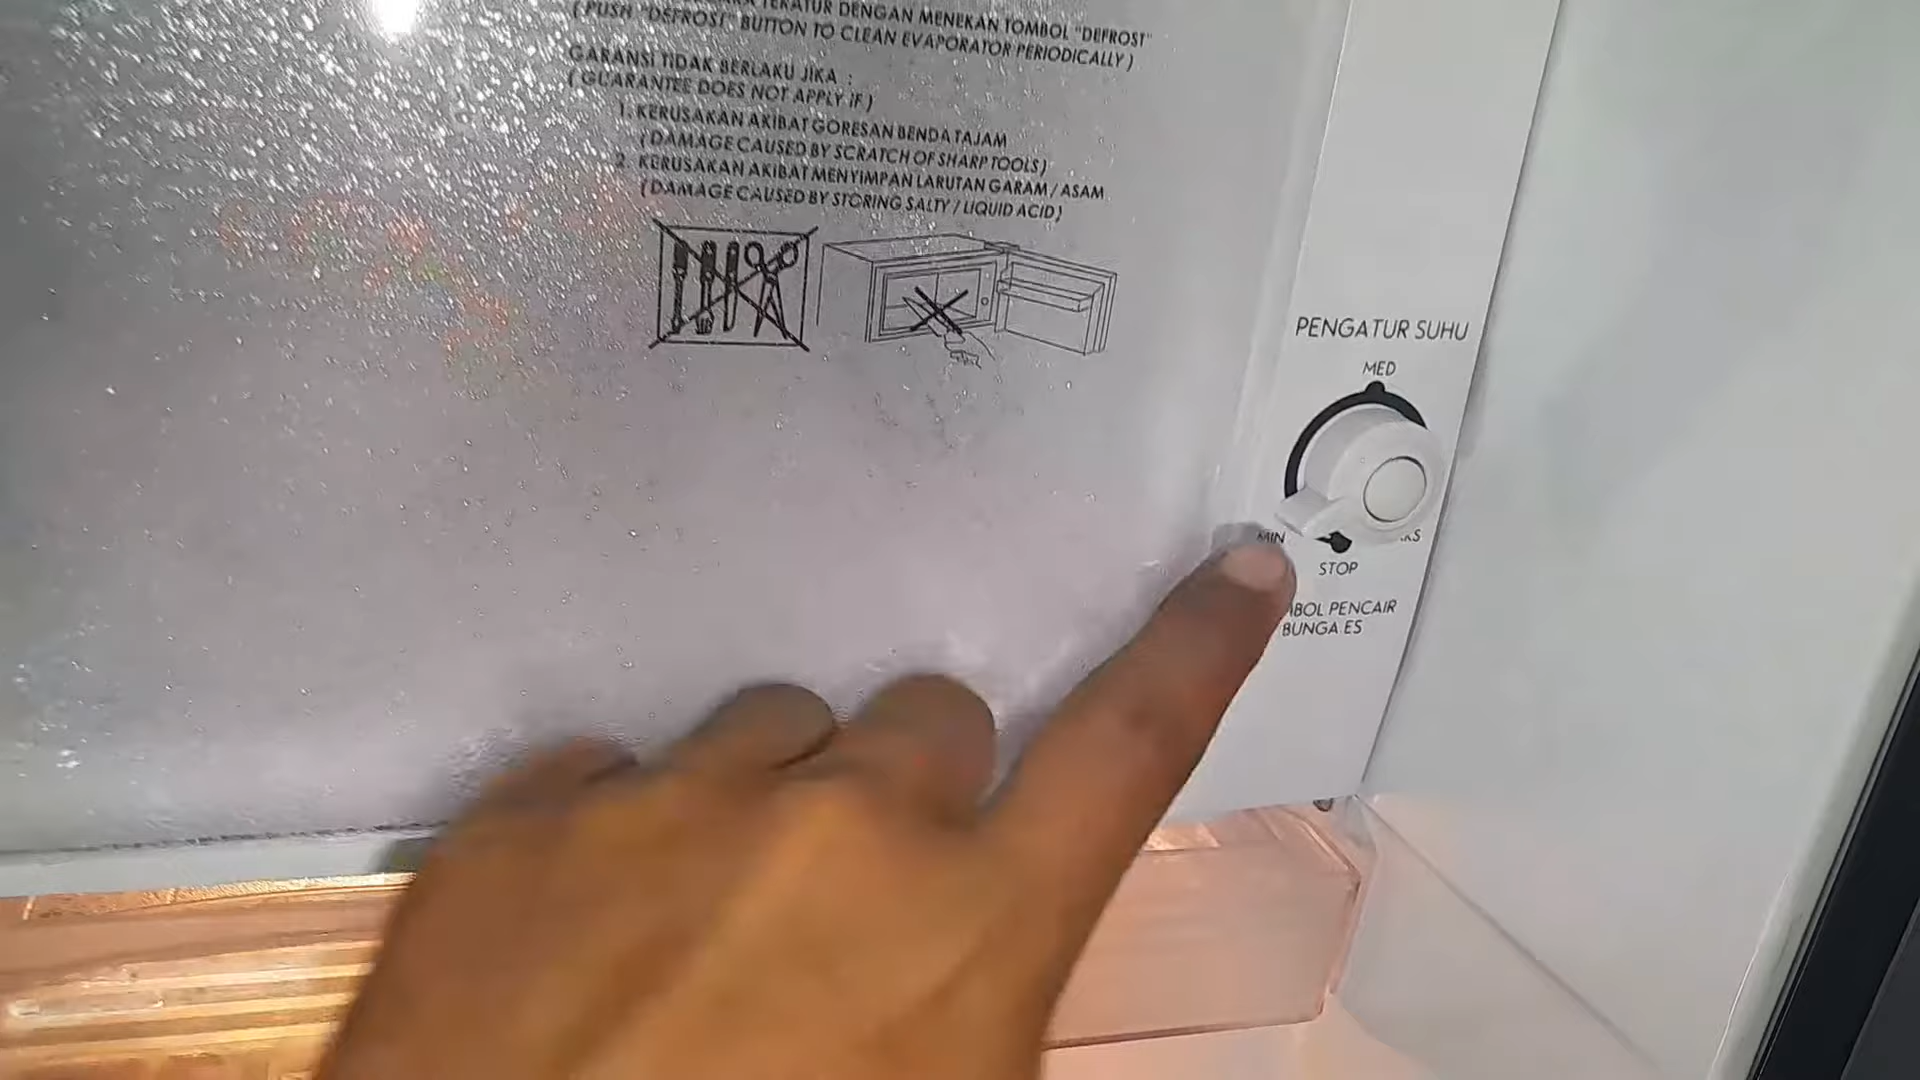 TERATUR DENGAN MENEKAN TOMBOL "DEFROST"
( PUSH "DEFROST" BUTTON TO CLEAN EVAPORATOR PERIODICALLY )
GARANSI TIDAK BERLAKU JIKA :
( GUARANTEE DOES NOT APPLY IF )
1. KERUSAKAN AKIBAT GORESAN BENDA TAJAM
( DAMAGE CAUSED BY SCRATCH OF SHARP TOOLS )
2. KERUSAKAN AKIBAT MENYIMPAN LARUTAN GARAM / ASAM
( DAMAGE CAUSED BY STORING SALTY / LIQUID ACID )
PENGATUR SUHU
MED
MIN
STOP
PENCAIR
BUNGA ES